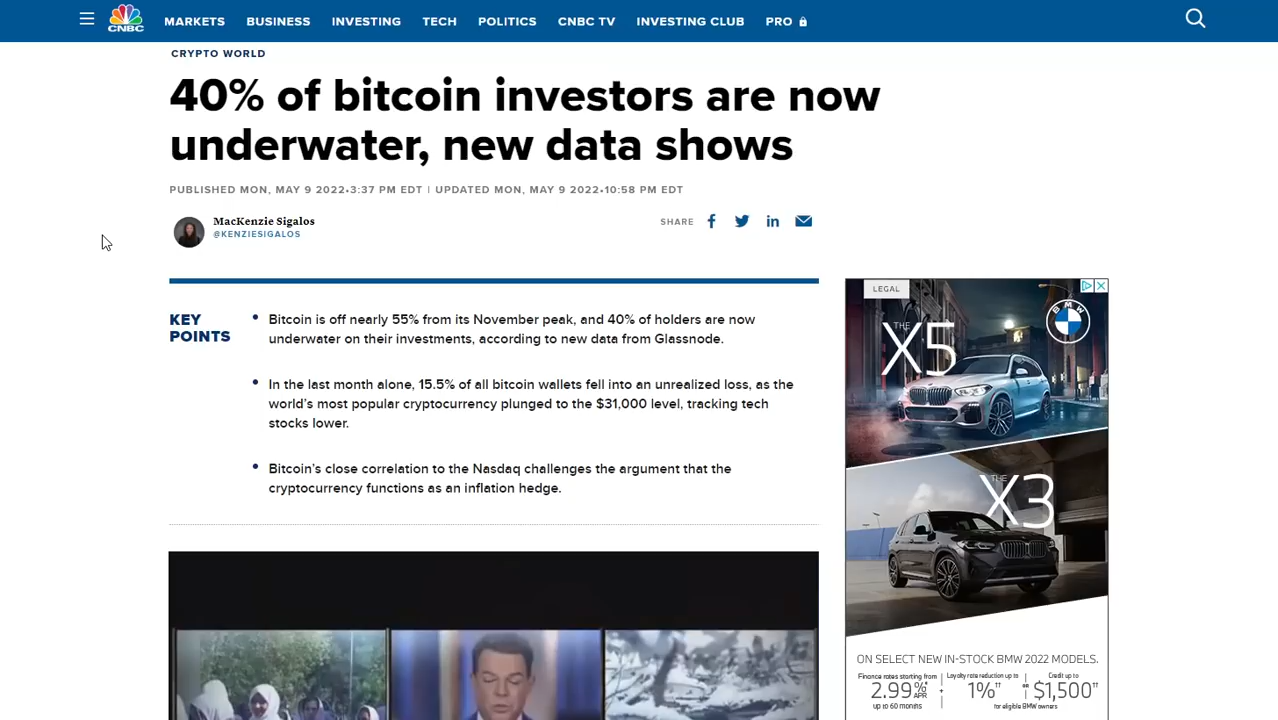 CNBC
MARKETS BUSINESS INVESTING TECH POLITICS CNBC TV INVESTING CLUB PRO
CRYPTO WORLD
40% of bitcoin investors are now
underwater, new data shows
PUBLISHED MON, MAY 9 2022•3:37 PM EDT | UPDATED MON, MAY 9 2022•10:58 PM EDT
MacKenzie Sigalos
@KENZIESIGALOS
SHARE
KEY
POINTS
• Bitcoin is off nearly 55% from its November peak, and 40% of holders are now
underwater on their investments, according to new data from Glassnode.
• In the last month alone, 15.5% of all bitcoin wallets fell into an unrealized loss, as the
world's most popular cryptocurrency plunged to the $31,000 level, tracking tech
stocks lower.
• Bitcoin's close correlation to the Nasdaq challenges the argument that the
cryptocurrency functions as an inflation hedge.
LEGAL
BMW
THE
X5
THE
X3
ON SELECT NEW IN-STOCK BMW 2022 MODELS.
Finance rates starting from Loyalty rate reduction up to Credit up to
2.99% APR + 1%†† $1,500††
up to 60 months for eligible BMW owners